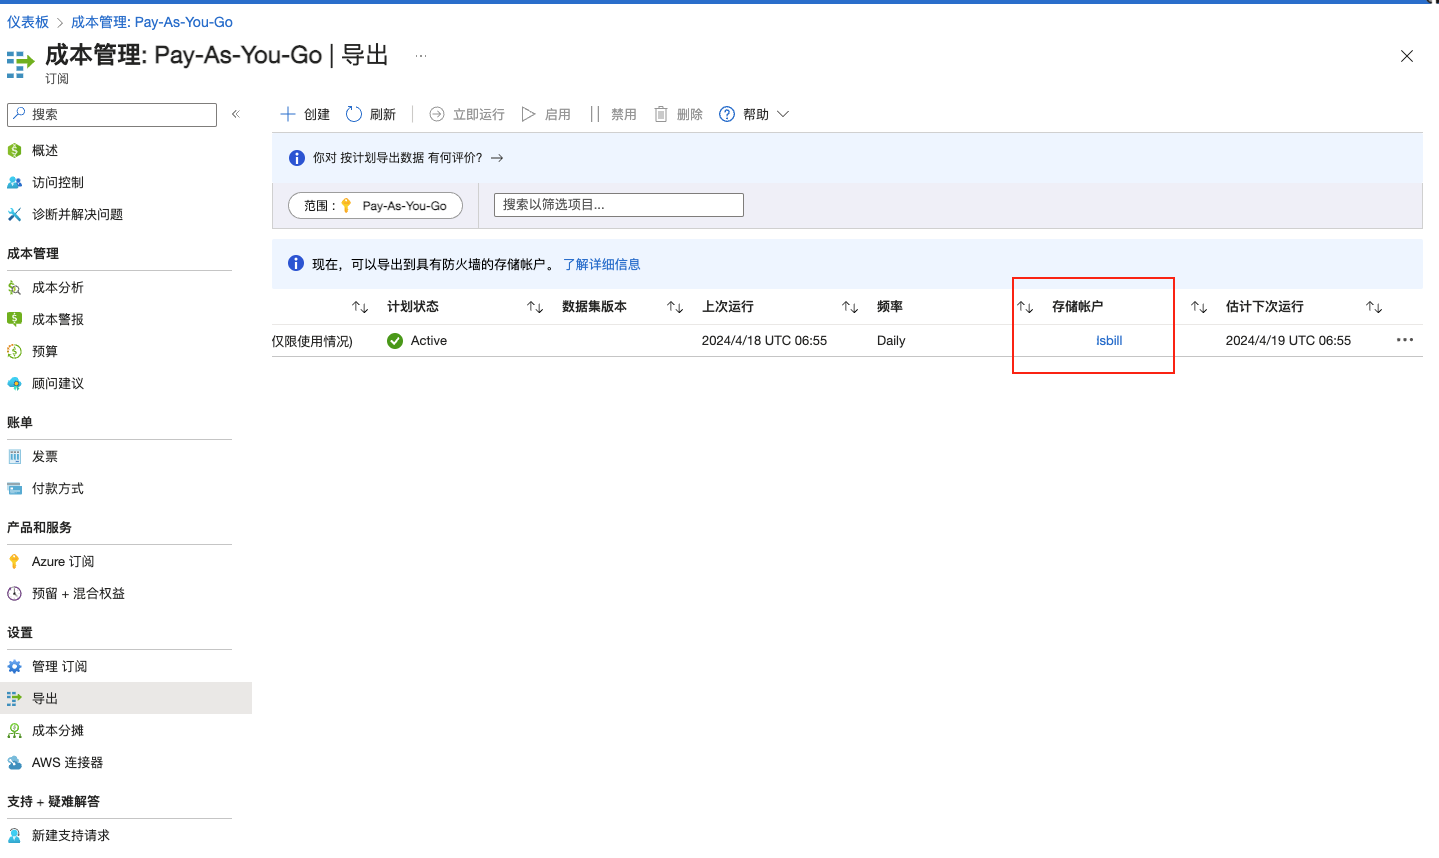 仪表板 > 成本管理: Pay-As-You-Go
成本管理: Pay-As-You-Go | 导出 ...
订阅
搜索 «
概述
访问控制
诊断并解决问题
成本管理
成本分析
成本警报
预算
顾问建议
账单
发票
付款方式
产品和服务
Azure 订阅
预留 + 混合权益
设置
管理 订阅
导出
成本分摊
AWS 连接器
支持 + 疑难解答
新建支持请求
创建 刷新 立即运行 启用 禁用 删除 帮助
你对 按计划导出数据 有何评价? →
范围 : Pay-As-You-Go 搜索以筛选项目...
现在，可以导出到具有防火墙的存储帐户。 了解详细信息
↑↓ 计划状态 ↑↓ 数据集版本 ↑↓ 上次运行 ↑↓ 频率 ↑↓ 存储帐户 ↑↓ 估计下次运行 ↑↓
仅限使用情况) Active 2024/4/18 UTC 06:55 Daily lsbill 2024/4/19 UTC 06:55 ...